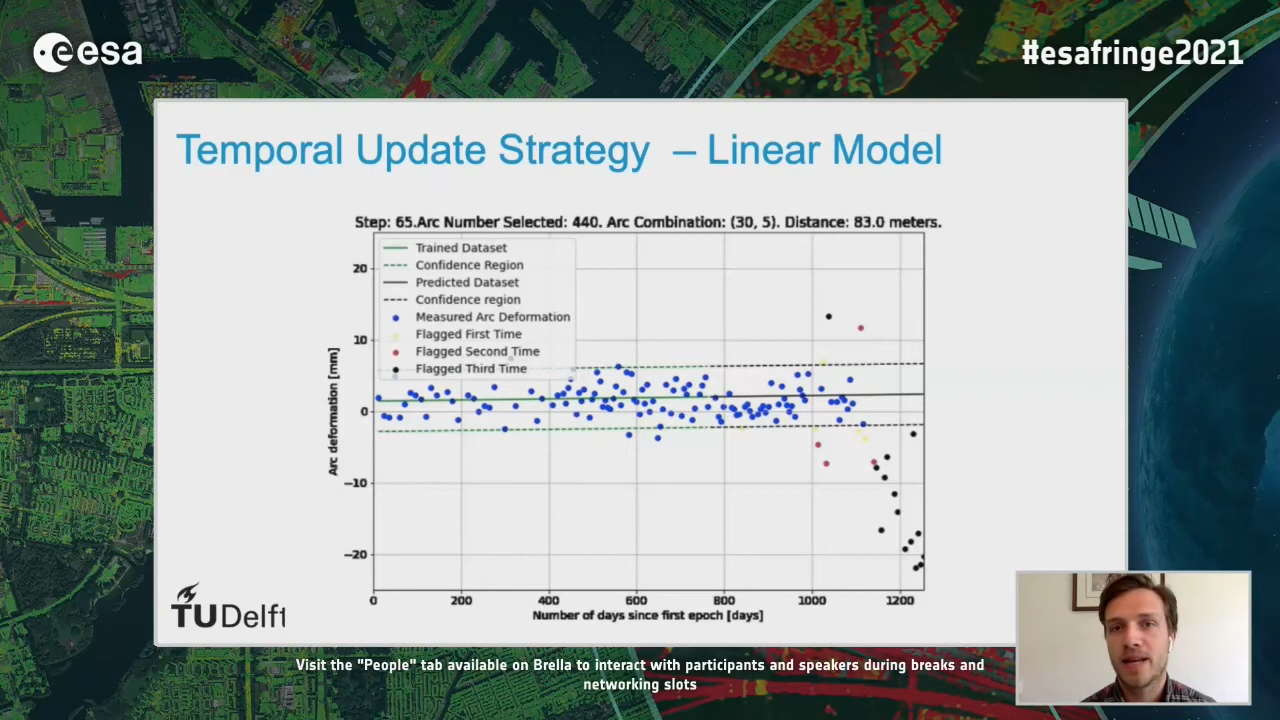 esa
#esafringe2021
Temporal Update Strategy – Linear Model
Step: 65.Arc Number Selected: 440. Arc Combination: (30, 5). Distance: 83.0 meters.
Trained Dataset
Confidence Region
Predicted Dataset
Confidence region
Measured Arc Deformation
Flagged First Time
Flagged Second Time
Flagged Third Time
Arc deformation [mm]
20
10
0
−10
−20
0 200 400 600 800 1000 1200
Number of days since first epoch [days]
TUDelft
Visit the "People" tab available on Brella to interact with participants and speakers during breaks and
networking slots